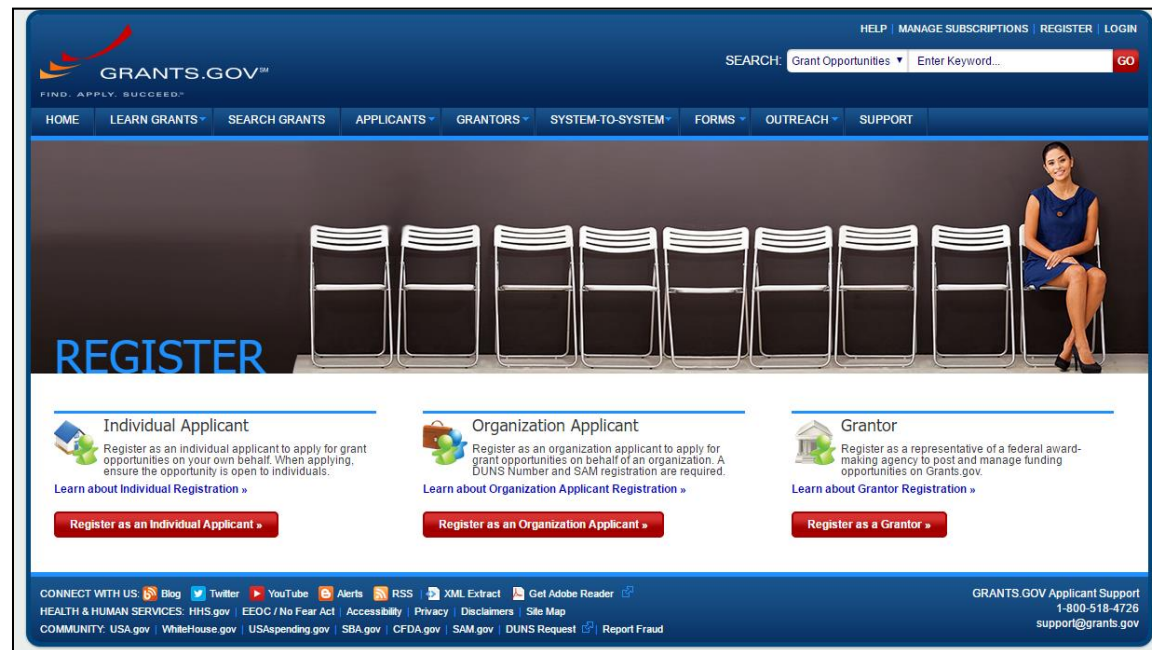 HELP | MANAGE SUBSCRIPTIONS | REGISTER | LOGIN
SEARCH: Grant Opportunities Enter Keyword... GO
GRANTS.GOV℠
FIND. APPLY. SUCCEED.℠
HOME LEARN GRANTS SEARCH GRANTS APPLICANTS GRANTORS SYSTEM-TO-SYSTEM FORMS OUTREACH SUPPORT
REGISTER
Individual Applicant
Register as an individual applicant to apply for grant
opportunities on your own behalf. When applying,
ensure the opportunity is open to individuals.
Learn about Individual Registration »
Register as an Individual Applicant »
Organization Applicant
Register as an organization applicant to apply for
grant opportunities on behalf of an organization. A
DUNS Number and SAM registration are required.
Learn about Organization Applicant Registration »
Register as an Organization Applicant »
Grantor
Register as a representative of a federal award-
making agency to post and manage funding
opportunities on Grants.gov.
Learn about Grantor Registration »
Register as a Grantor »
CONNECT WITH US: Blog Twitter YouTube Alerts RSS | XML Extract Get Adobe Reader
HEALTH & HUMAN SERVICES: HHS.gov | EEOC / No Fear Act | Accessibility | Privacy | Disclaimers | Site Map
COMMUNITY: USA.gov | WhiteHouse.gov | USAspending.gov | SBA.gov | CFDA.gov | SAM.gov | DUNS Request | Report Fraud
GRANTS.GOV Applicant Support
1-800-518-4726
support@grants.gov